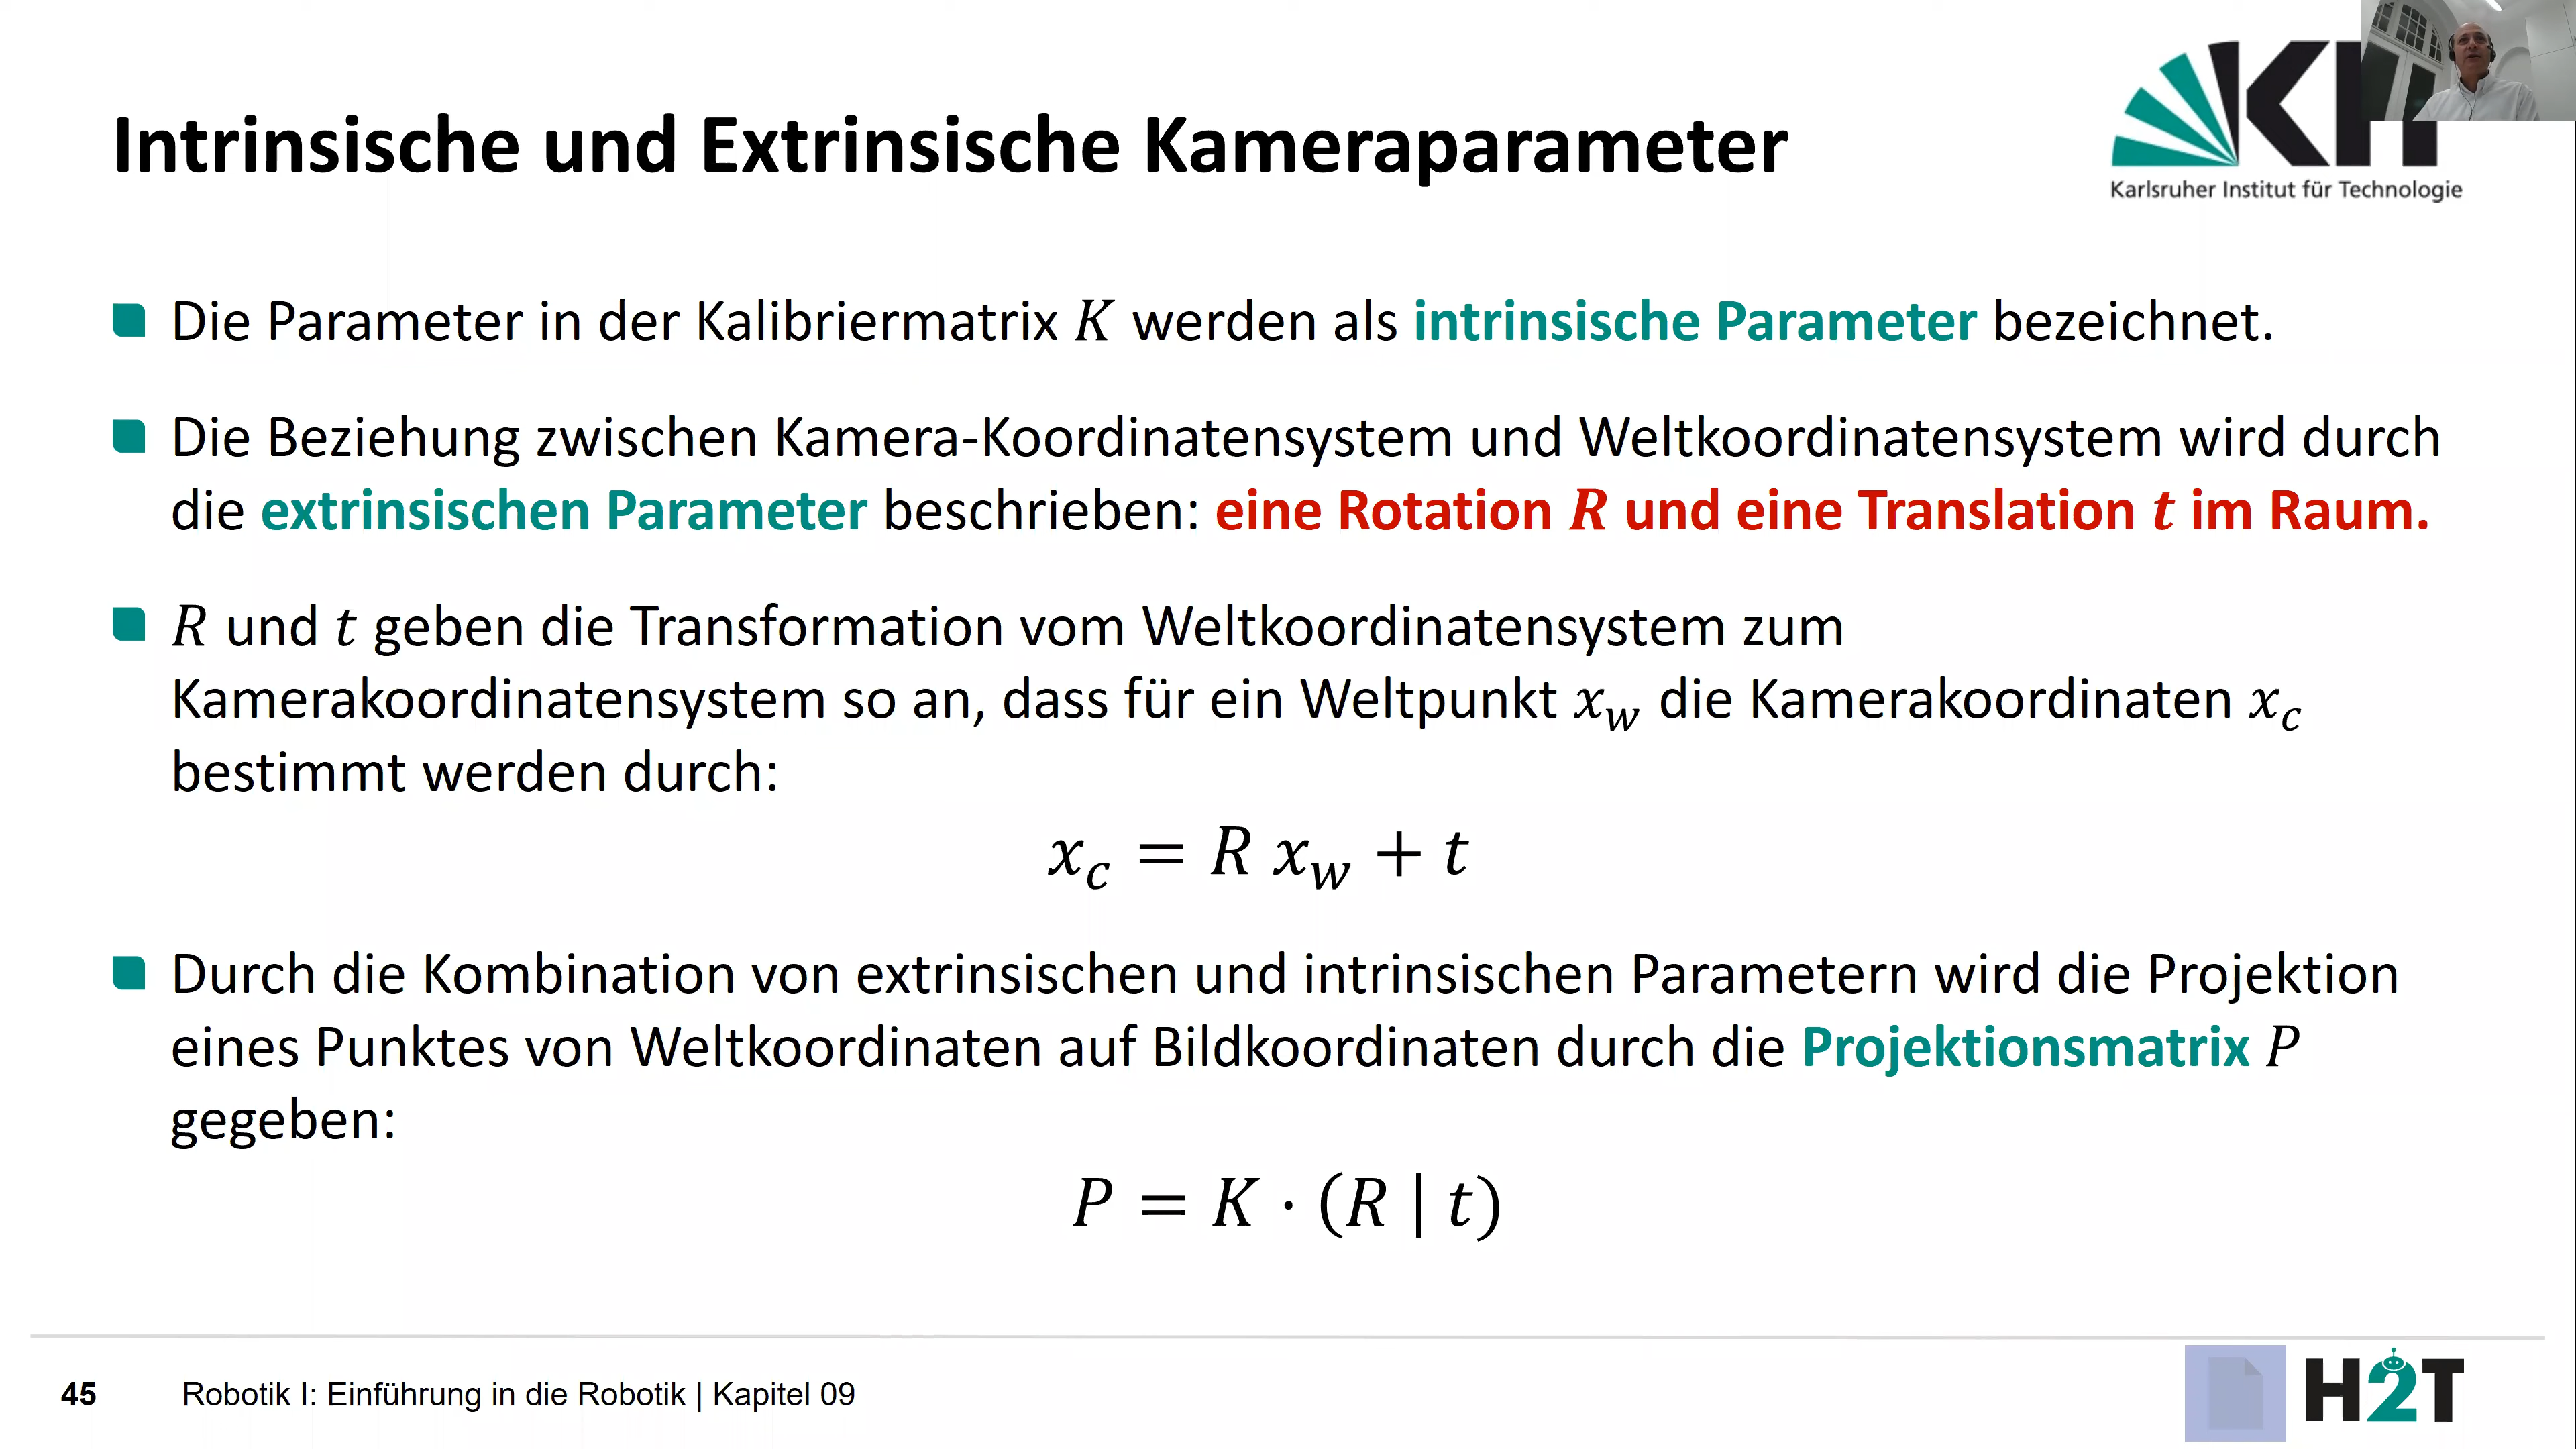 Intrinsische und Extrinsische Kameraparameter
Karlsruher Institut für Technologie
Die Parameter in der Kalibriermatrix K werden als intrinsische Parameter bezeichnet.
Die Beziehung zwischen Kamera-Koordinatensystem und Weltkoordinatensystem wird durch
die extrinsischen Parameter beschrieben: eine Rotation R und eine Translation t im Raum.
R und t geben die Transformation vom Weltkoordinatensystem zum
Kamerakoordinatensystem so an, dass für ein Weltpunkt x_w die Kamerakoordinaten x_c
bestimmt werden durch:
x_c = R x_w + t
Durch die Kombination von extrinsischen und intrinsischen Parametern wird die Projektion
eines Punktes von Weltkoordinaten auf Bildkoordinaten durch die Projektionsmatrix P
gegeben:
P = K · (R | t)
45 Robotik I: Einführung in die Robotik | Kapitel 09
H2T